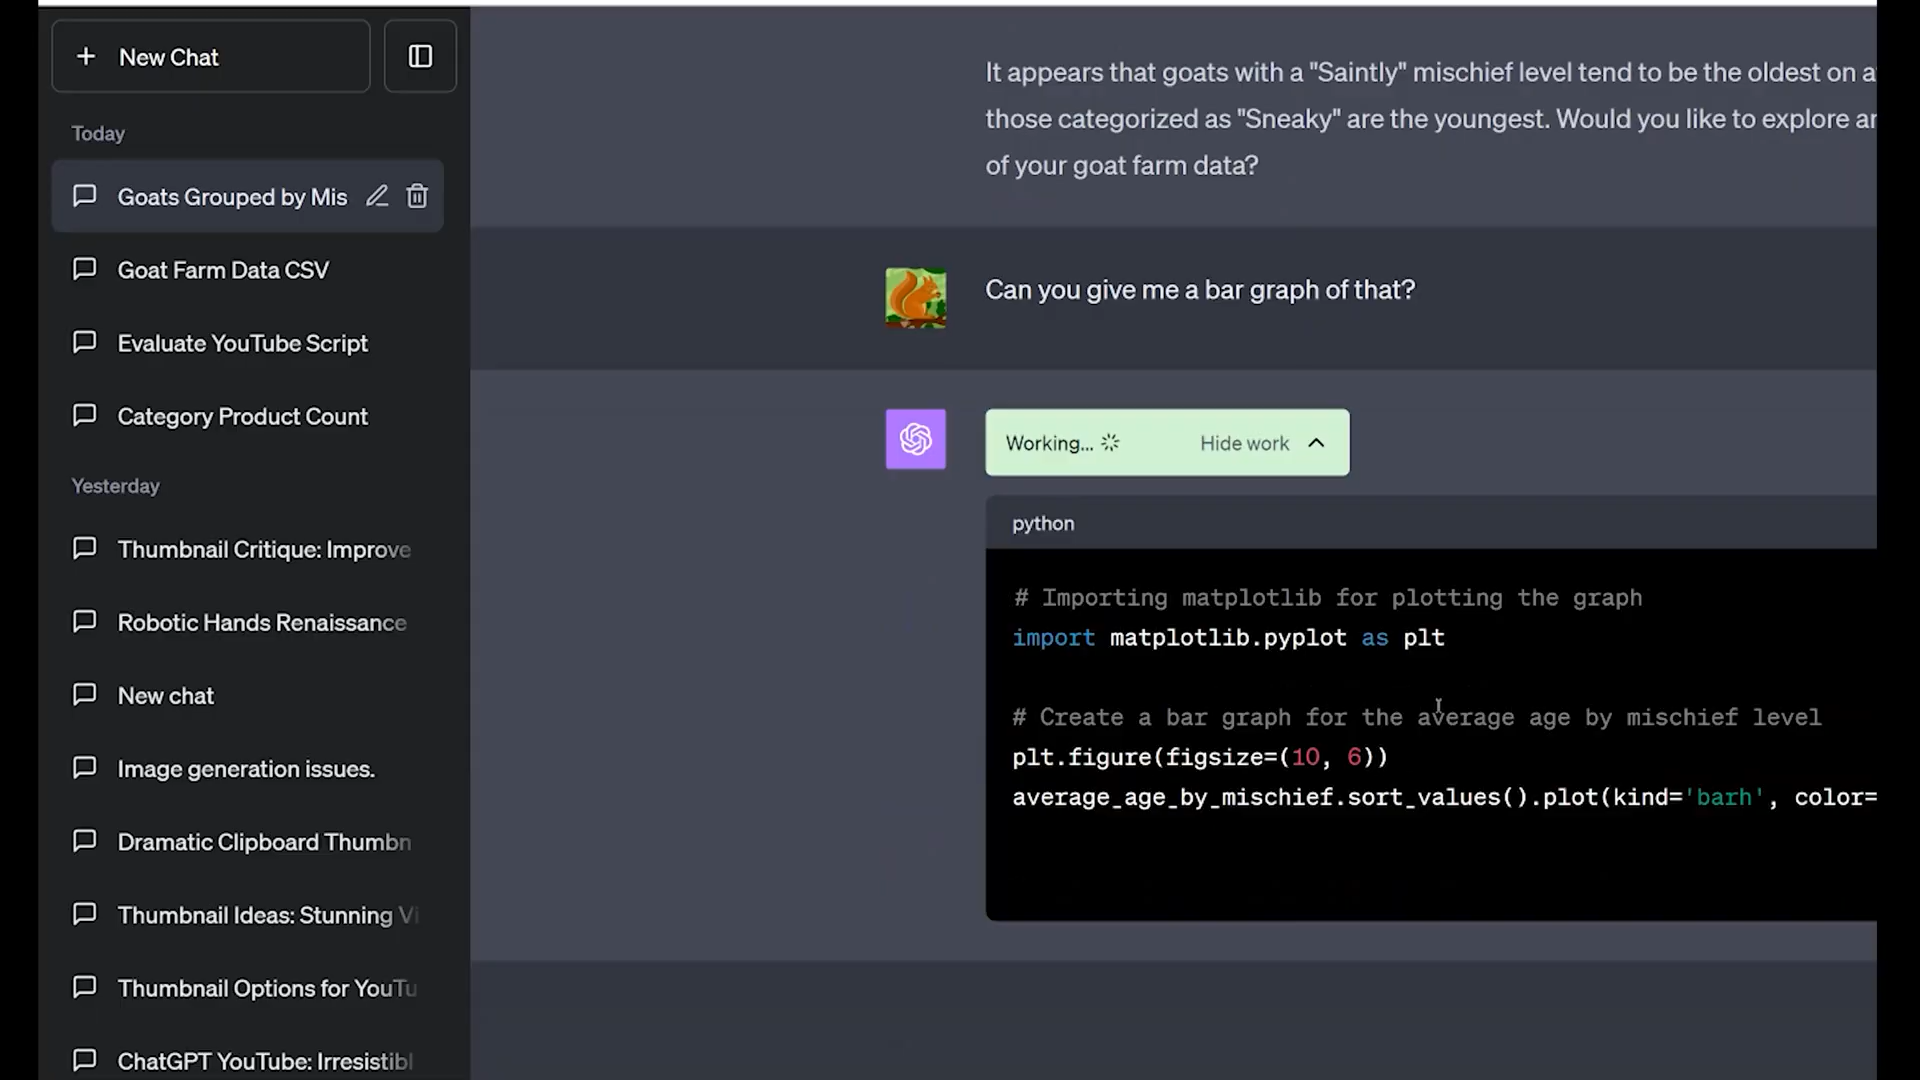 New Chat
Today
Goats Grouped by Mis
Goat Farm Data CSV
Evaluate YouTube Script
Category Product Count
Yesterday
Thumbnail Critique: Improve
Robotic Hands Renaissance
New chat
Image generation issues.
Dramatic Clipboard Thumbn
Thumbnail Ideas: Stunning Vi
Thumbnail Options for YouTu
ChatGPT YouTube: Irresistibl
It appears that goats with a "Saintly" mischief level tend to be the oldest on a
those categorized as "Sneaky" are the youngest. Would you like to explore an
of your goat farm data?
Can you give me a bar graph of that?
Working... Hide work
python
# Importing matplotlib for plotting the graph
import matplotlib.pyplot as plt
# Create a bar graph for the average age by mischief level
plt.figure(figsize=(10, 6))
average_age_by_mischief.sort_values().plot(kind='barh', color=